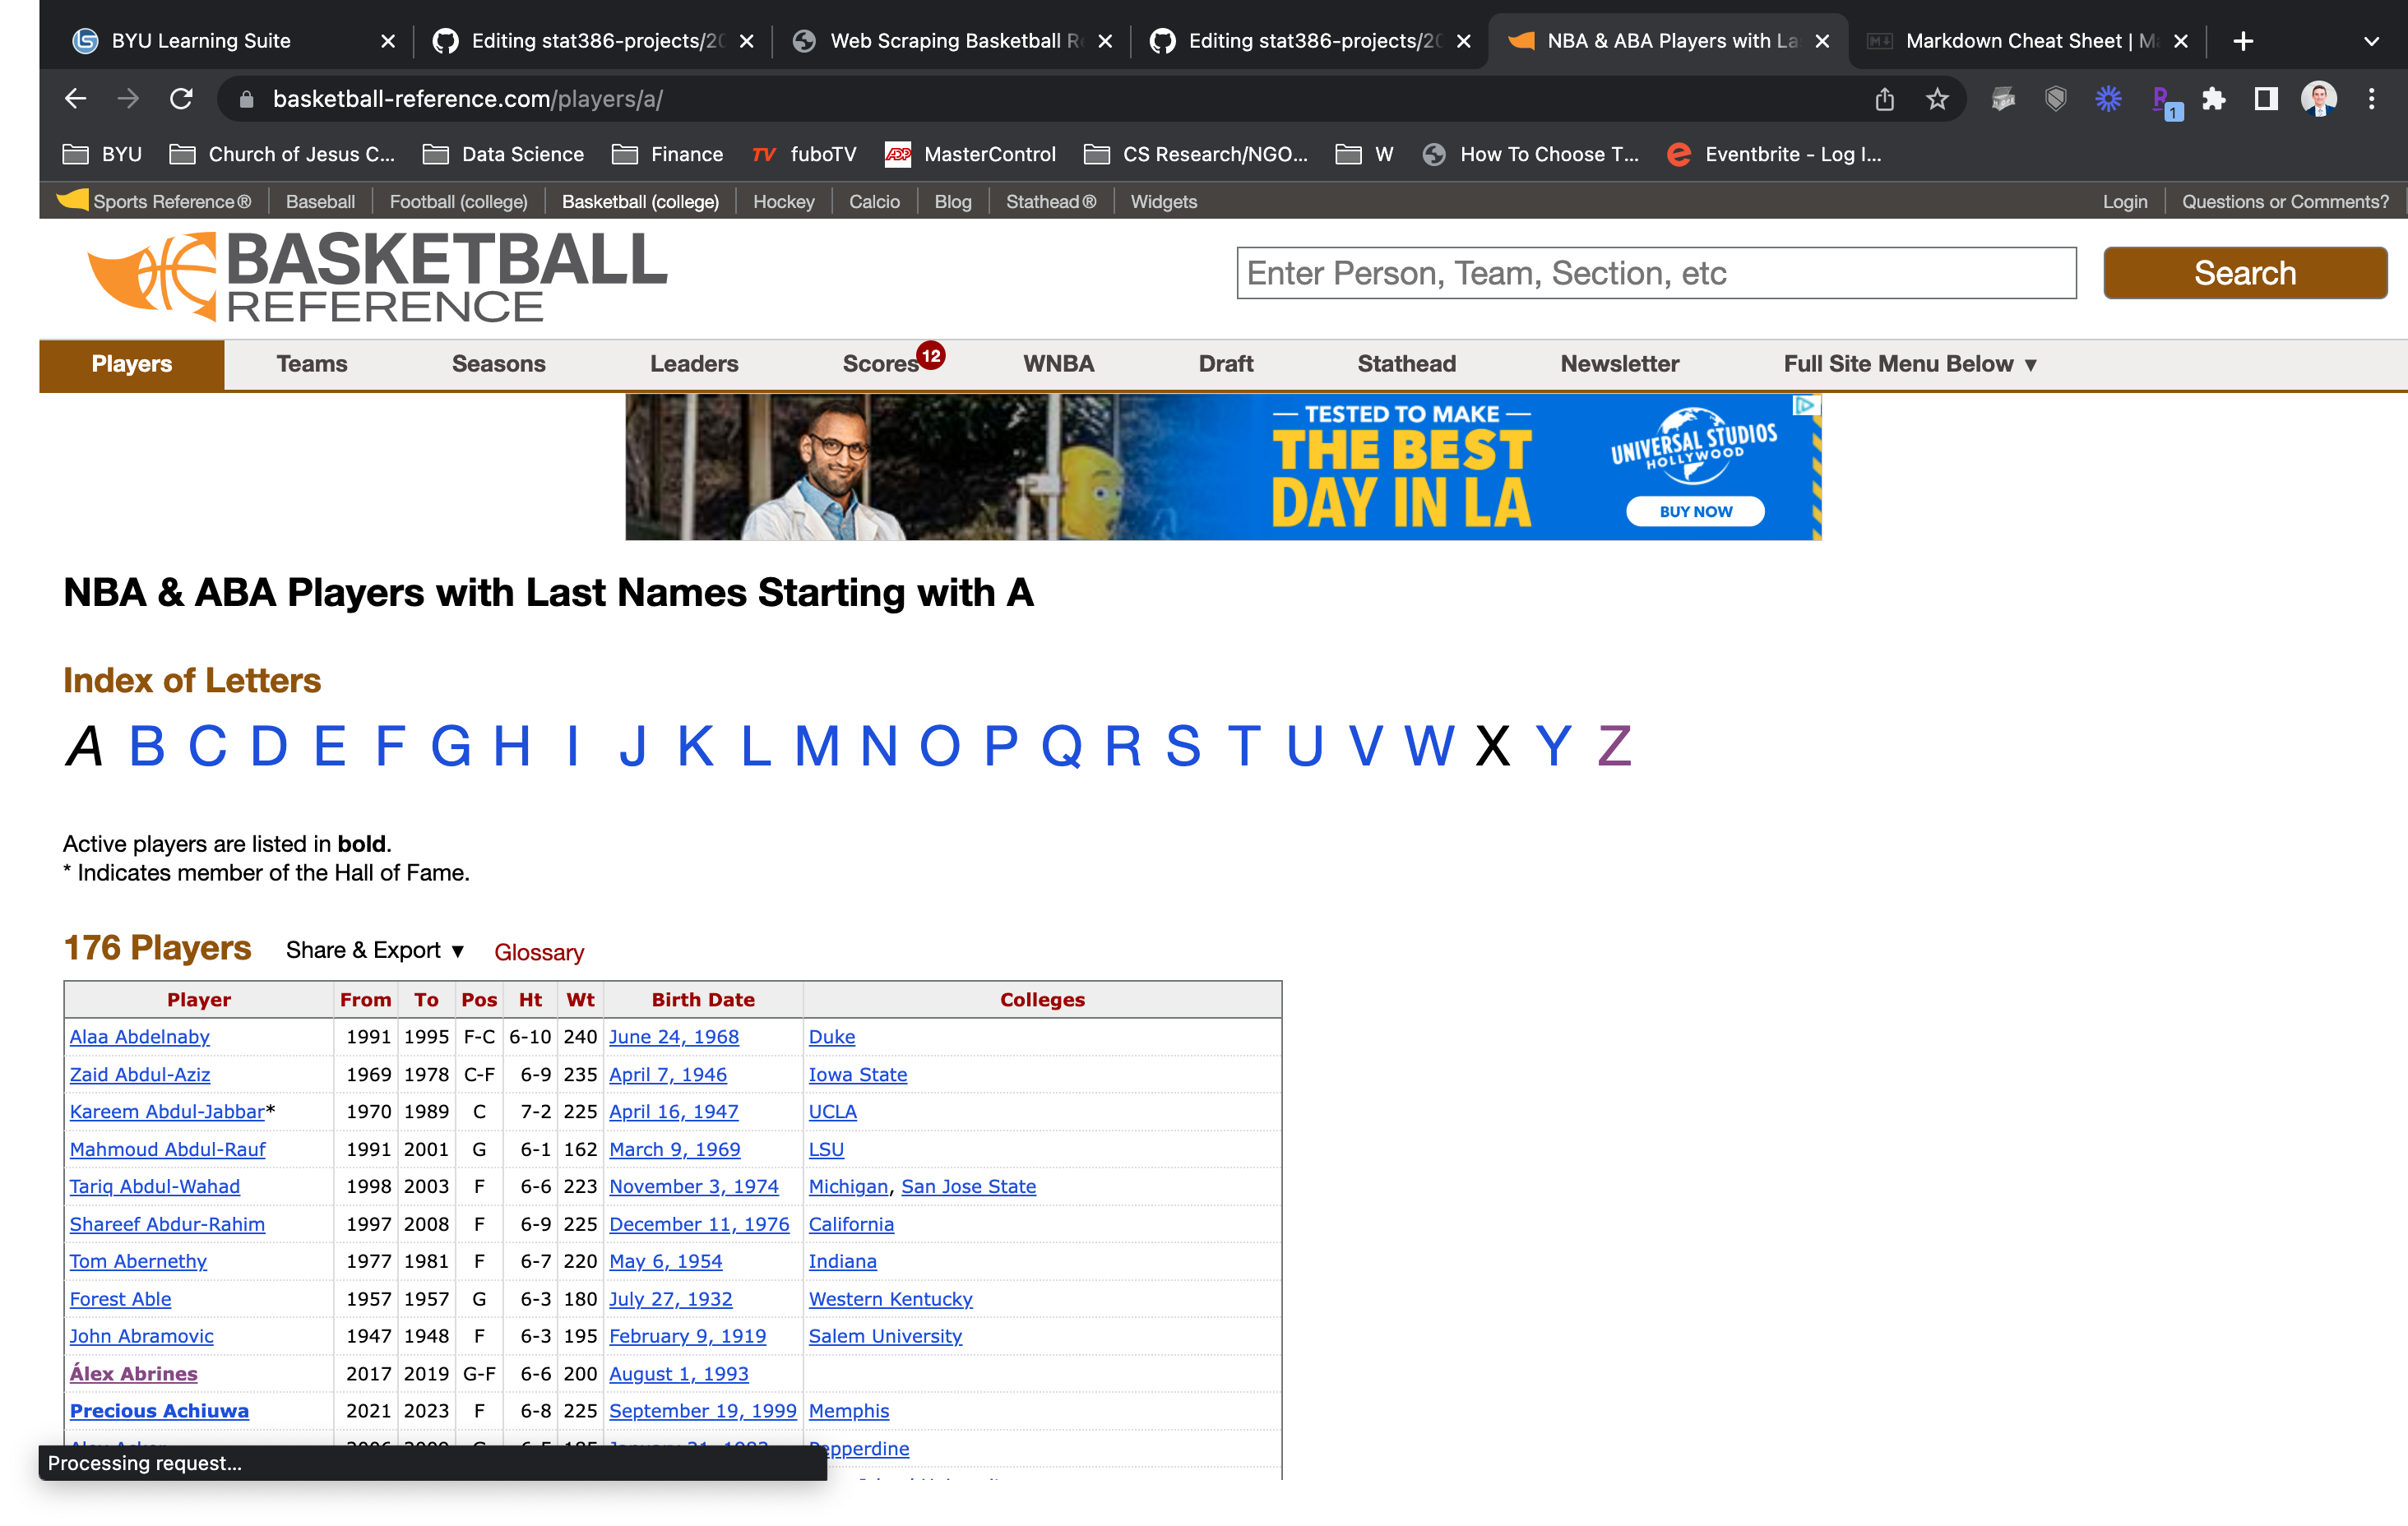 BYU Learning Suite Editing stat386-projects/20 Web Scraping Basketball Re Editing stat386-projects/20 NBA & ABA Players with La Markdown Cheat Sheet | Ma
basketball-reference.com/players/a/ 1
BYU Church of Jesus C... Data Science Finance TV fuboTV ADP MasterControl CS Research/NGO... W How To Choose T... Eventbrite - Log I...
Sports Reference® Baseball Football (college) Basketball (college) Hockey Calcio Blog Stathead® Widgets Login Questions or Comments?
BASKETBALL
REFERENCE
Enter Person, Team, Section, etc Search
Players Teams Seasons Leaders Scores 12 WNBA Draft Stathead Newsletter Full Site Menu Below ▼
— TESTED TO MAKE —
THE BEST
DAY IN LA
UNIVERSAL STUDIOS
HOLLYWOOD
BUY NOW
NBA & ABA Players with Last Names Starting with A
Index of Letters
A B C D E F G H I J K L M N O P Q R S T U V W X Y Z
Active players are listed in bold.
* Indicates member of the Hall of Fame.
176 Players Share & Export ▼ Glossary
Player From To Pos Ht Wt Birth Date Colleges
Alaa Abdelnaby 1991 1995 F-C 6-10 240 June 24, 1968 Duke
Zaid Abdul-Aziz 1969 1978 C-F 6-9 235 April 7, 1946 Iowa State
Kareem Abdul-Jabbar* 1970 1989 C 7-2 225 April 16, 1947 UCLA
Mahmoud Abdul-Rauf 1991 2001 G 6-1 162 March 9, 1969 LSU
Tariq Abdul-Wahad 1998 2003 F 6-6 223 November 3, 1974 Michigan, San Jose State
Shareef Abdur-Rahim 1997 2008 F 6-9 225 December 11, 1976 California
Tom Abernethy 1977 1981 F 6-7 220 May 6, 1954 Indiana
Forest Able 1957 1957 G 6-3 180 July 27, 1932 Western Kentucky
John Abramovic 1947 1948 F 6-3 195 February 9, 1919 Salem University
Álex Abrines 2017 2019 G-F 6-6 200 August 1, 1993
Precious Achiuwa 2021 2023 F 6-8 225 September 19, 1999 Memphis
Pepperdine
Processing request...